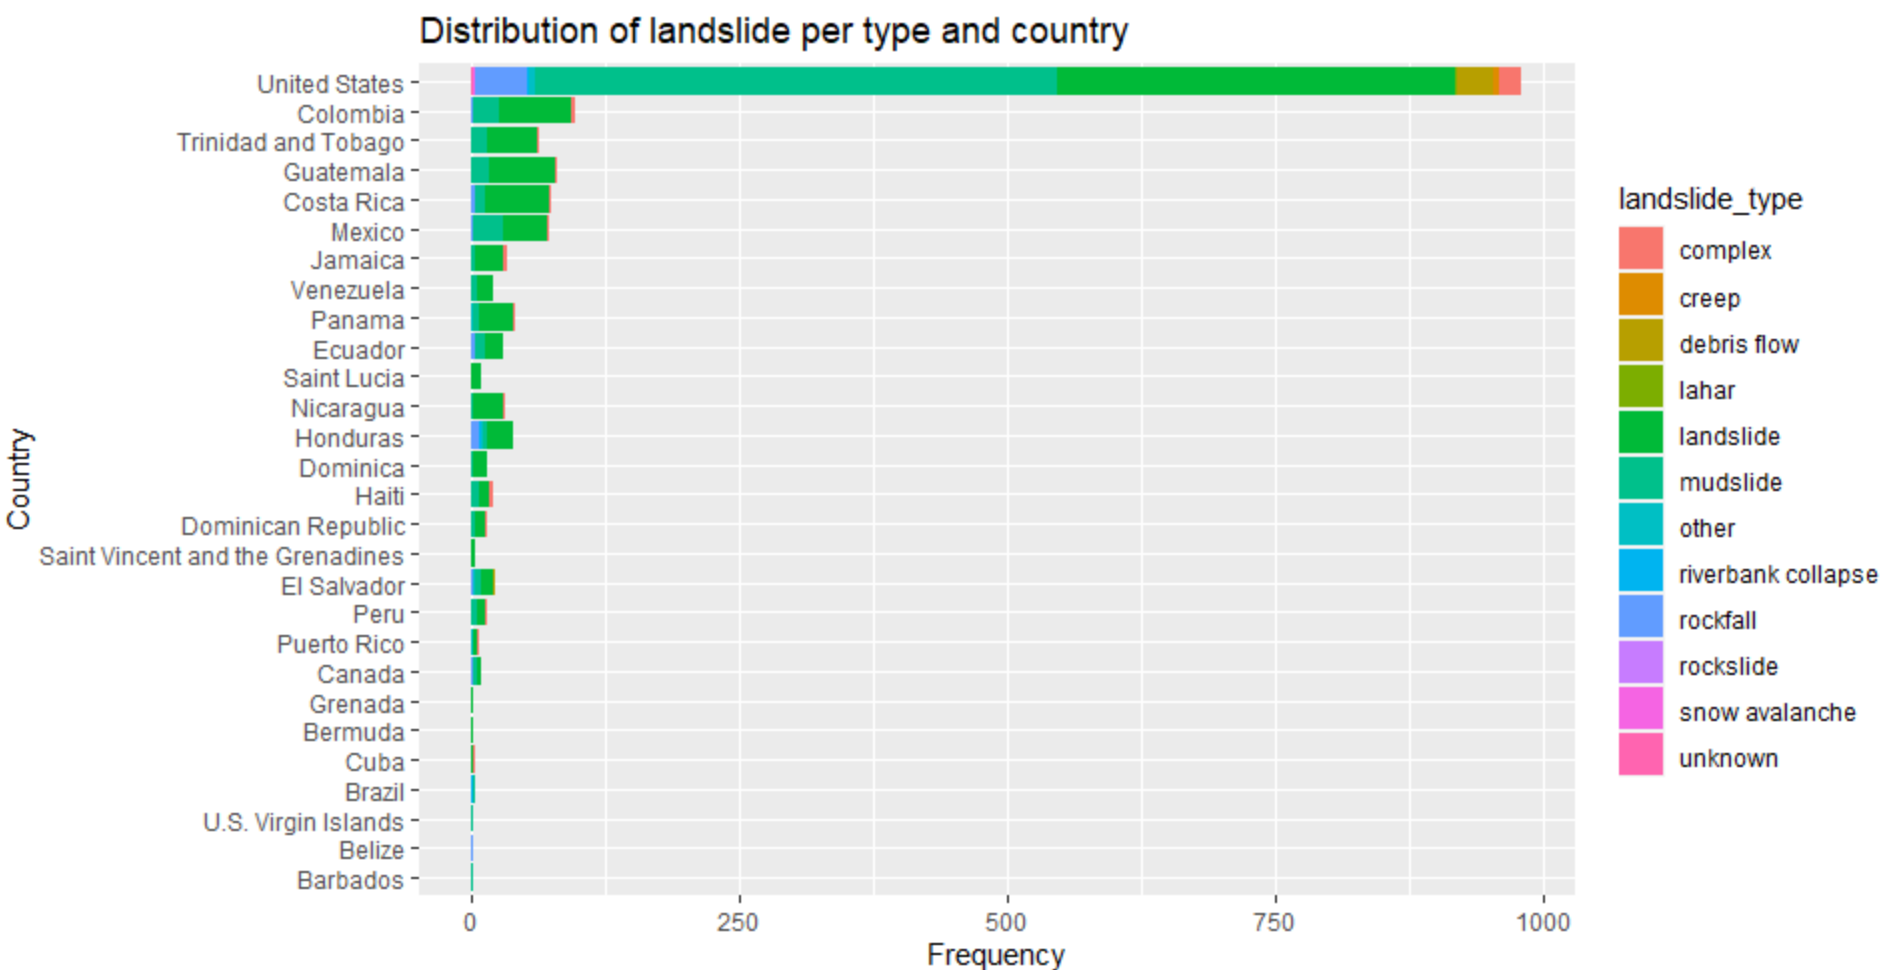 Distribution of landslide per type and country
United States
Colombia
Trinidad and Tobago
Guatemala
Costa Rica
Mexico
Jamaica
Venezuela
Panama
Ecuador
Saint Lucia
Nicaragua
Honduras
Dominica
Haiti
Dominican Republic
Saint Vincent and the Grenadines
El Salvador
Peru
Puerto Rico
Canada
Grenada
Bermuda
Cuba
Brazil
U.S. Virgin Islands
Belize
Barbados
Country
0 250 500 750 1000
Frequency
landslide_type
complex
creep
debris flow
lahar
landslide
mudslide
other
riverbank collapse
rockfall
rockslide
snow avalanche
unknown